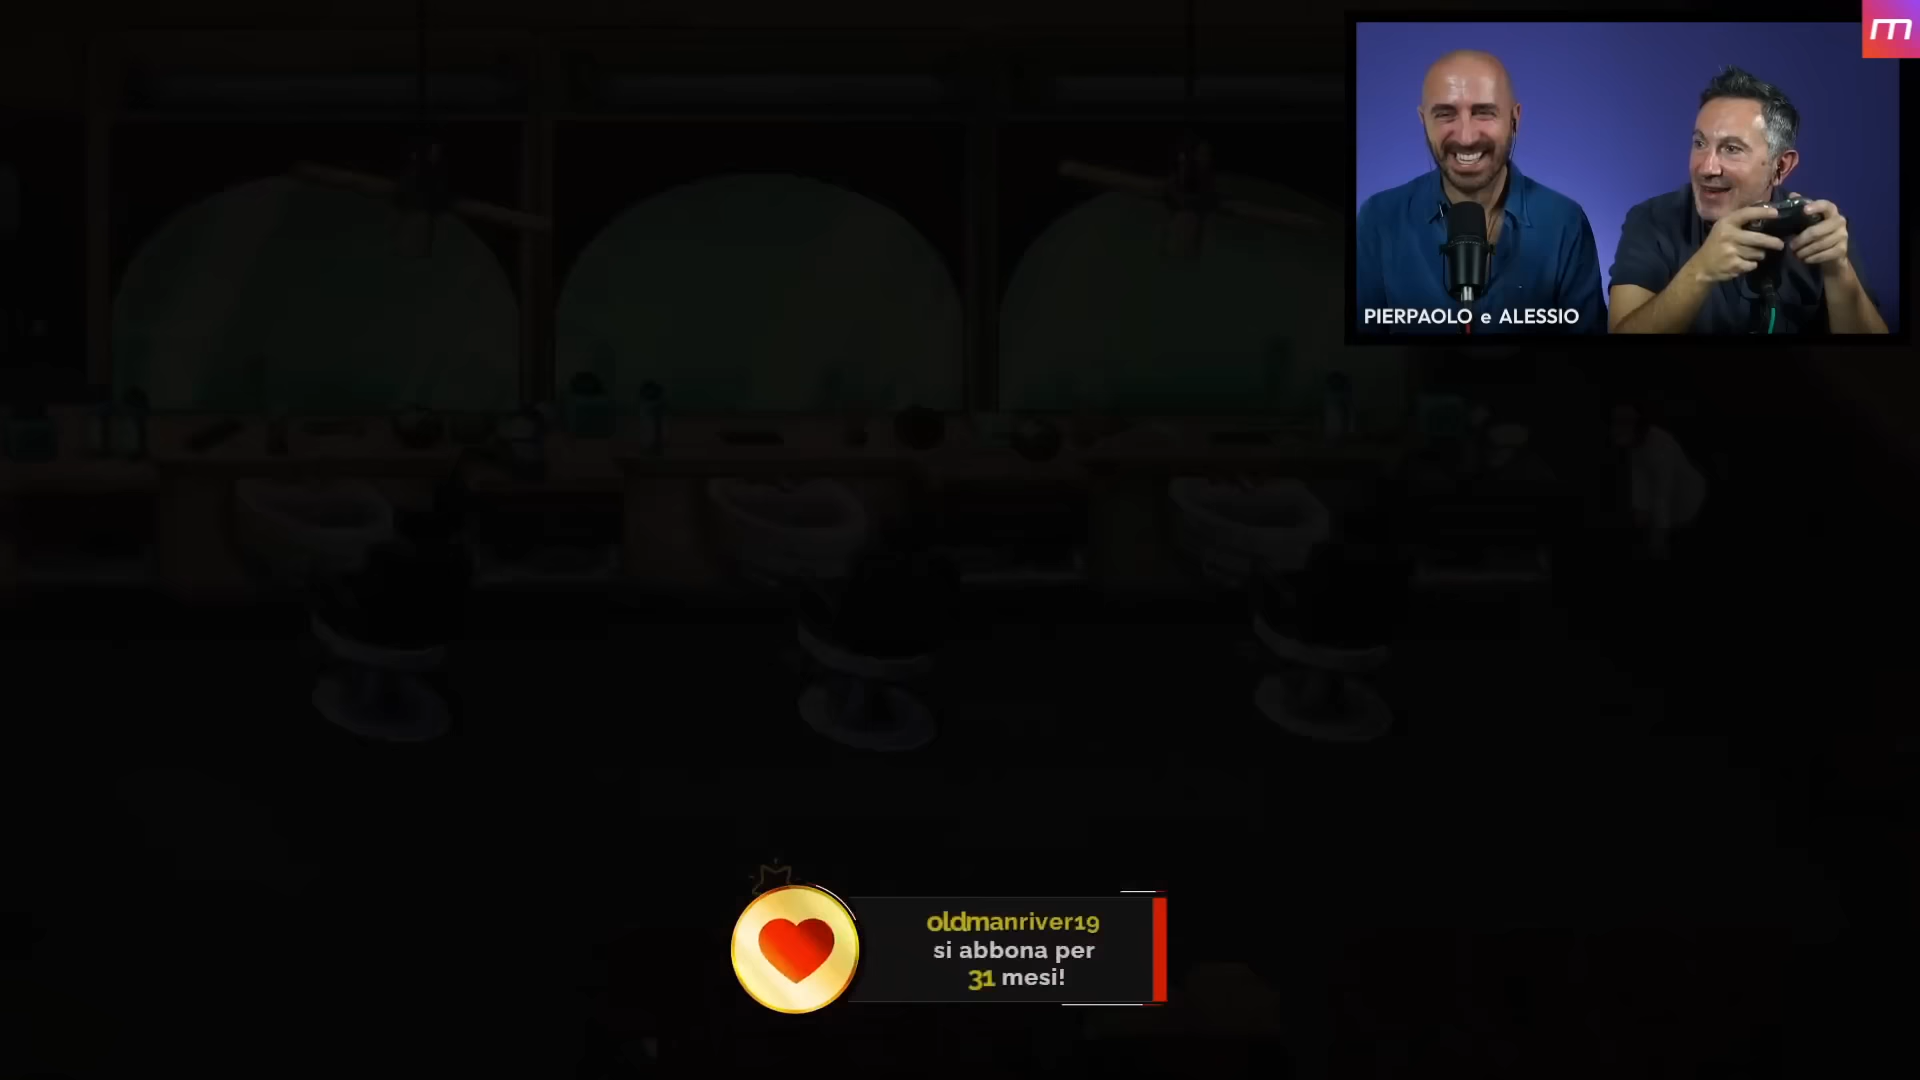 m
PIERPAOLO e ALESSIO
oldmanriver19
si abbona per
31 mesi!